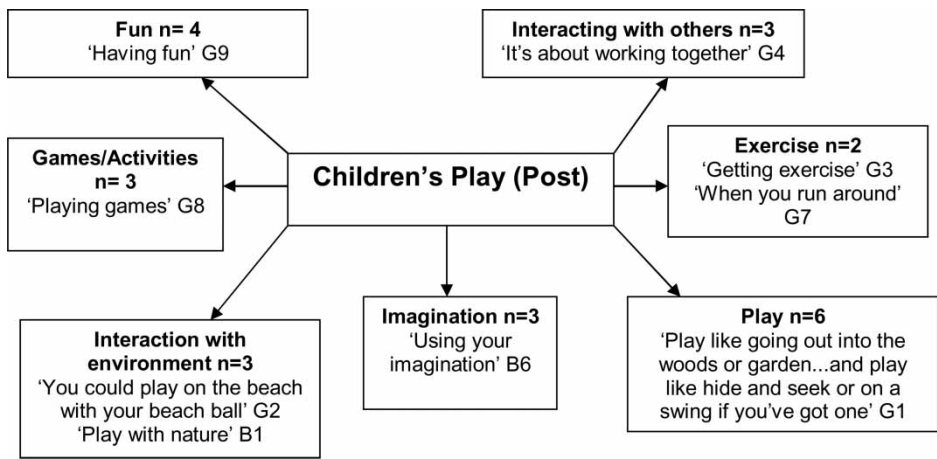 Fun n= 4
‘Having fun’ G9
Interacting with others n=3
‘It’s about working together’ G4
Games/Activities
n= 3
‘Playing games’ G8
Children’s Play (Post)
Exercise n=2
‘Getting exercise’ G3
‘When you run around’
G7
Interaction with
environment n=3
‘You could play on the beach
with your beach ball’ G2
‘Play with nature’ B1
Imagination n=3
‘Using your
imagination’ B6
Play n=6
‘Play like going out into the
woods or garden...and play
like hide and seek or on a
swing if you’ve got one’ G1